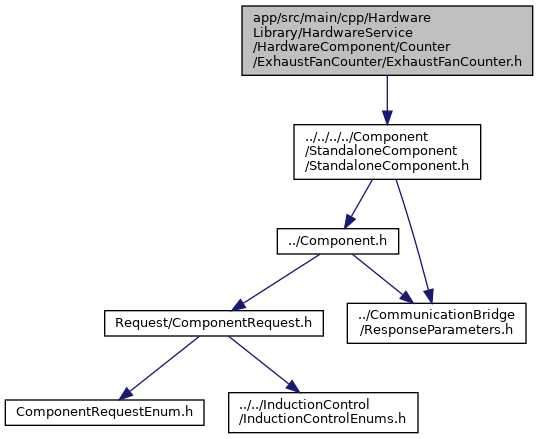 app/src/main/cpp/Hardware
Library/HardwareService
/HardwareComponent/Counter
/ExhaustFanCounter/ExhaustFanCounter.h
../../../../Component
/StandaloneComponent
/StandaloneComponent.h
../Component.h
Request/ComponentRequest.h
../CommunicationBridge
/ResponseParameters.h
ComponentRequestEnum.h
../../InductionControl
/InductionControlEnums.h